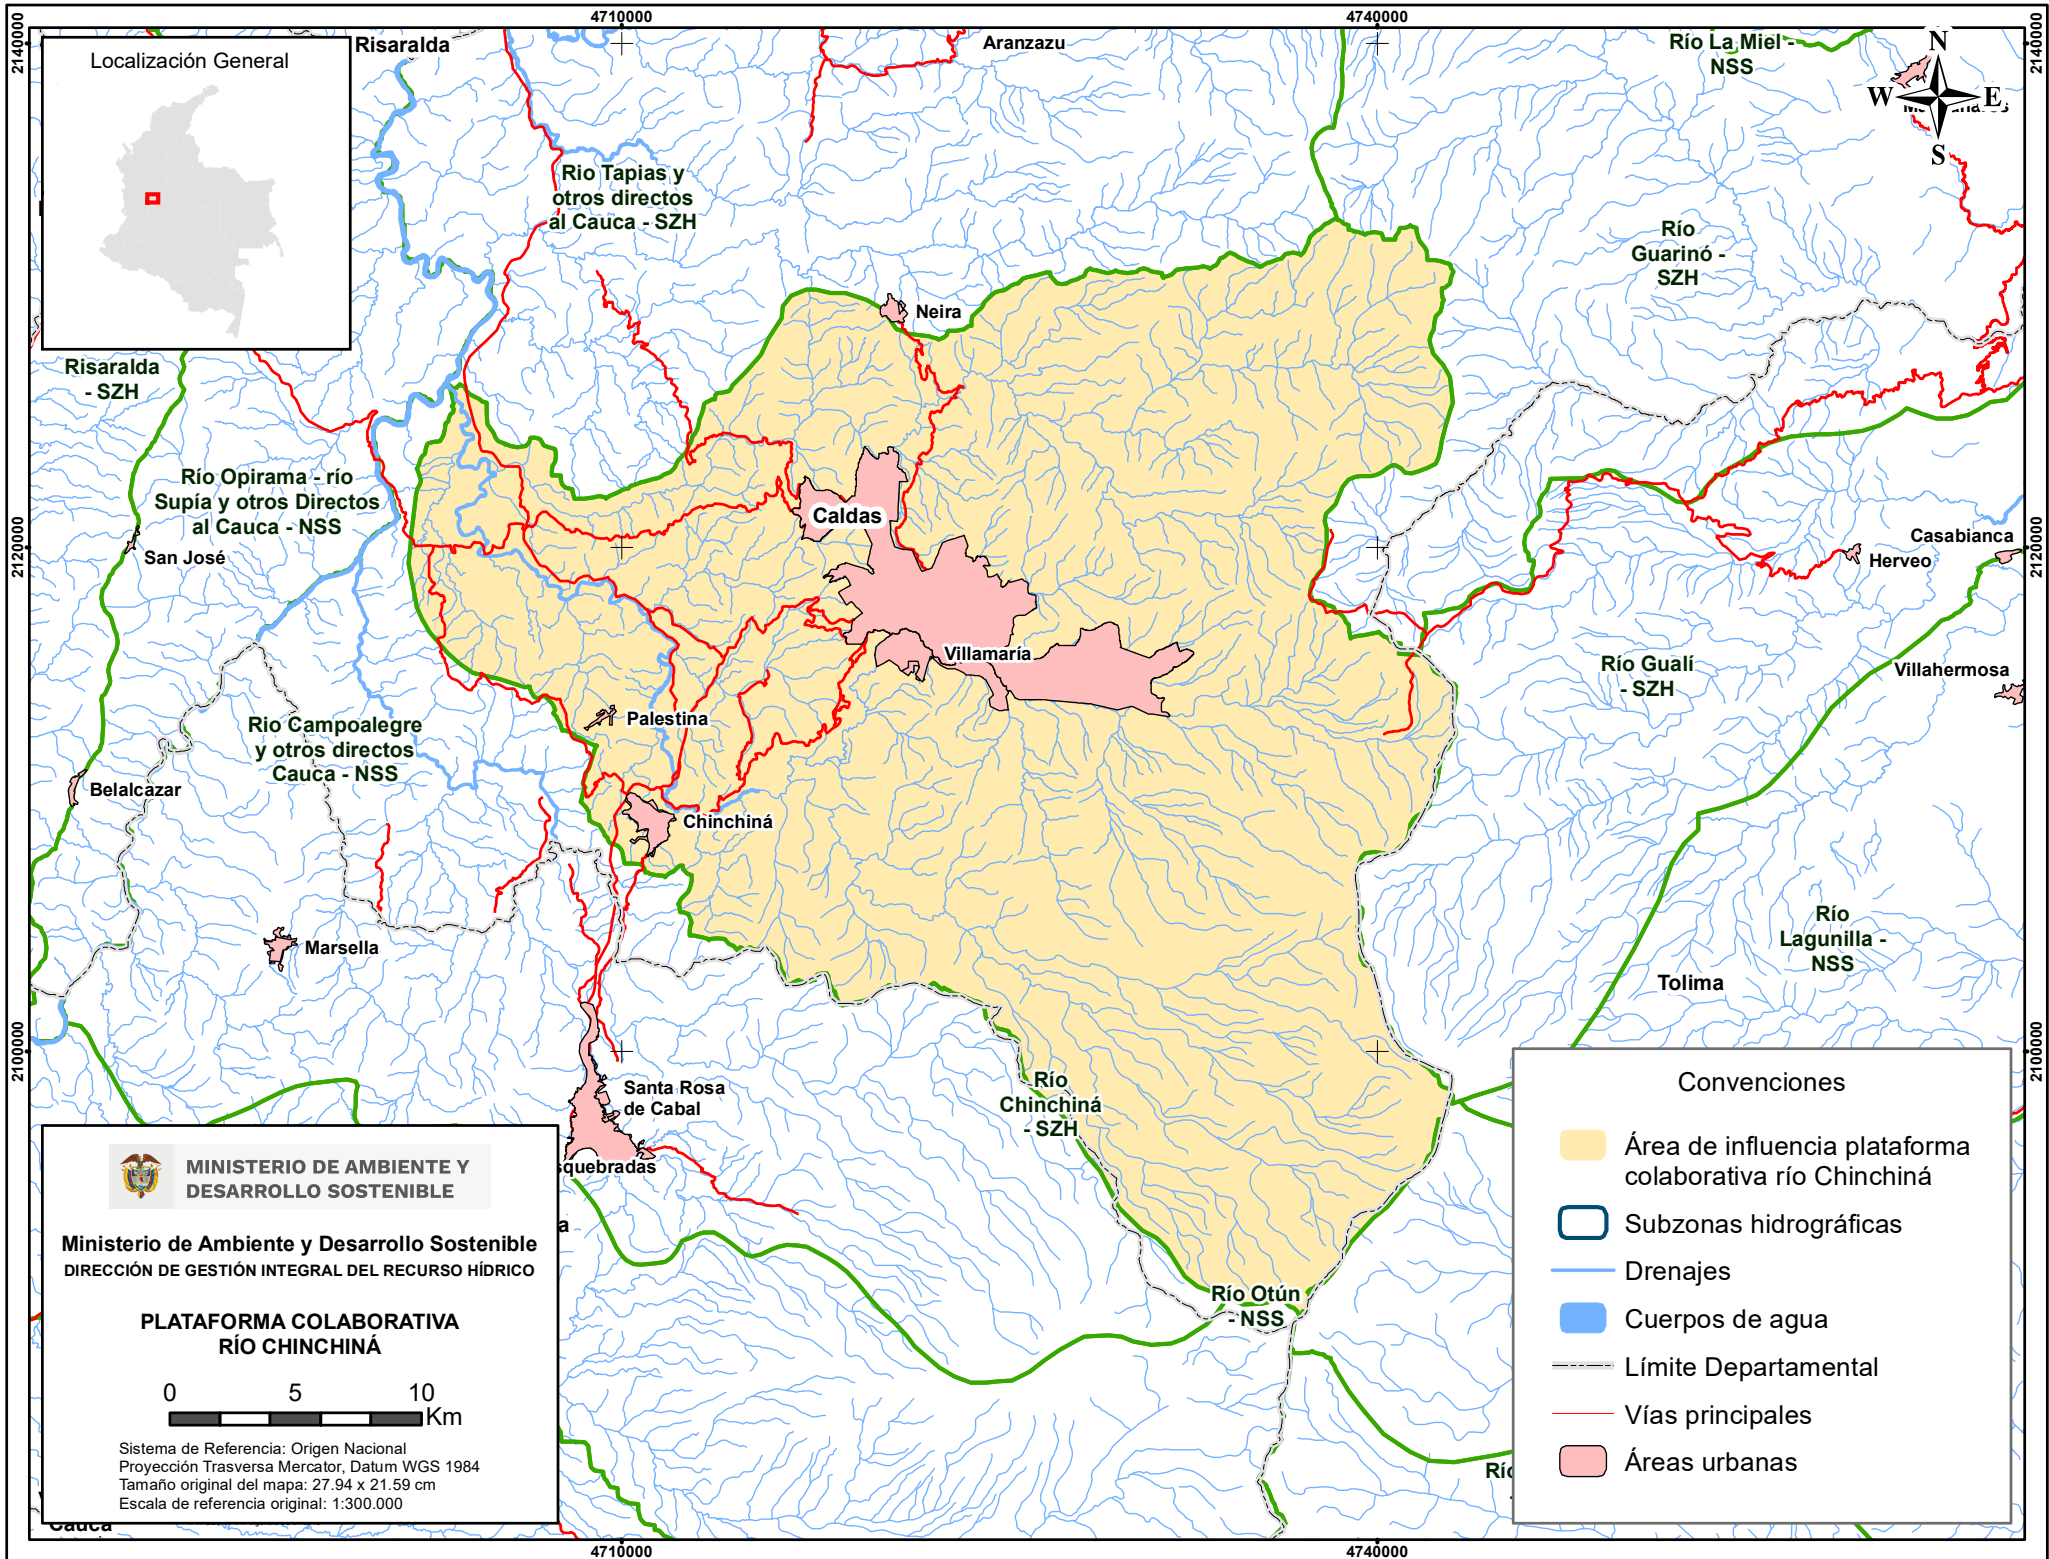 4710000
4740000
2140000
2140000
Localización General
Risaralda
Aranzazu
Río La Miel -
NSS
N
W
E
S
Rio Tapias y
otros directos
al Cauca - SZH
Río
Guarinó -
SZH
Neira
Risaralda
- SZH
Río Opirama - río
Supía y otros Directos
al Cauca - NSS
San José
Caldas
2120000
2120000
Casabianca
Herveo
Villamaría
Río Gualí
- SZH
Villahermosa
Palestina
Rio Campoalegre
y otros directos
Cauca - NSS
Belalcázar
Chinchiná
Marsella
Río
Lagunilla -
NSS
Tolima
2100000
2100000
Santa Rosa
de Cabal
squebradas
a
Río
Chinchiná
- SZH
Río Otún
- NSS
MINISTERIO DE AMBIENTE Y
DESARROLLO SOSTENIBLE
Ministerio de Ambiente y Desarrollo Sostenible
DIRECCIÓN DE GESTIÓN INTEGRAL DEL RECURSO HÍDRICO
PLATAFORMA COLABORATIVA
RÍO CHINCHINÁ
0 5 10
Km
Sistema de Referencia: Origen Nacional
Proyección Trasversa Mercator, Datum WGS 1984
Tamaño original del mapa: 27.94 x 21.59 cm
Escala de referencia original: 1:300.000
Cauca
Convenciones
Área de influencia plataforma
colaborativa río Chinchiná
Subzonas hidrográficas
Drenajes
Cuerpos de agua
Límite Departamental
Vías principales
Áreas urbanas
4710000
4740000